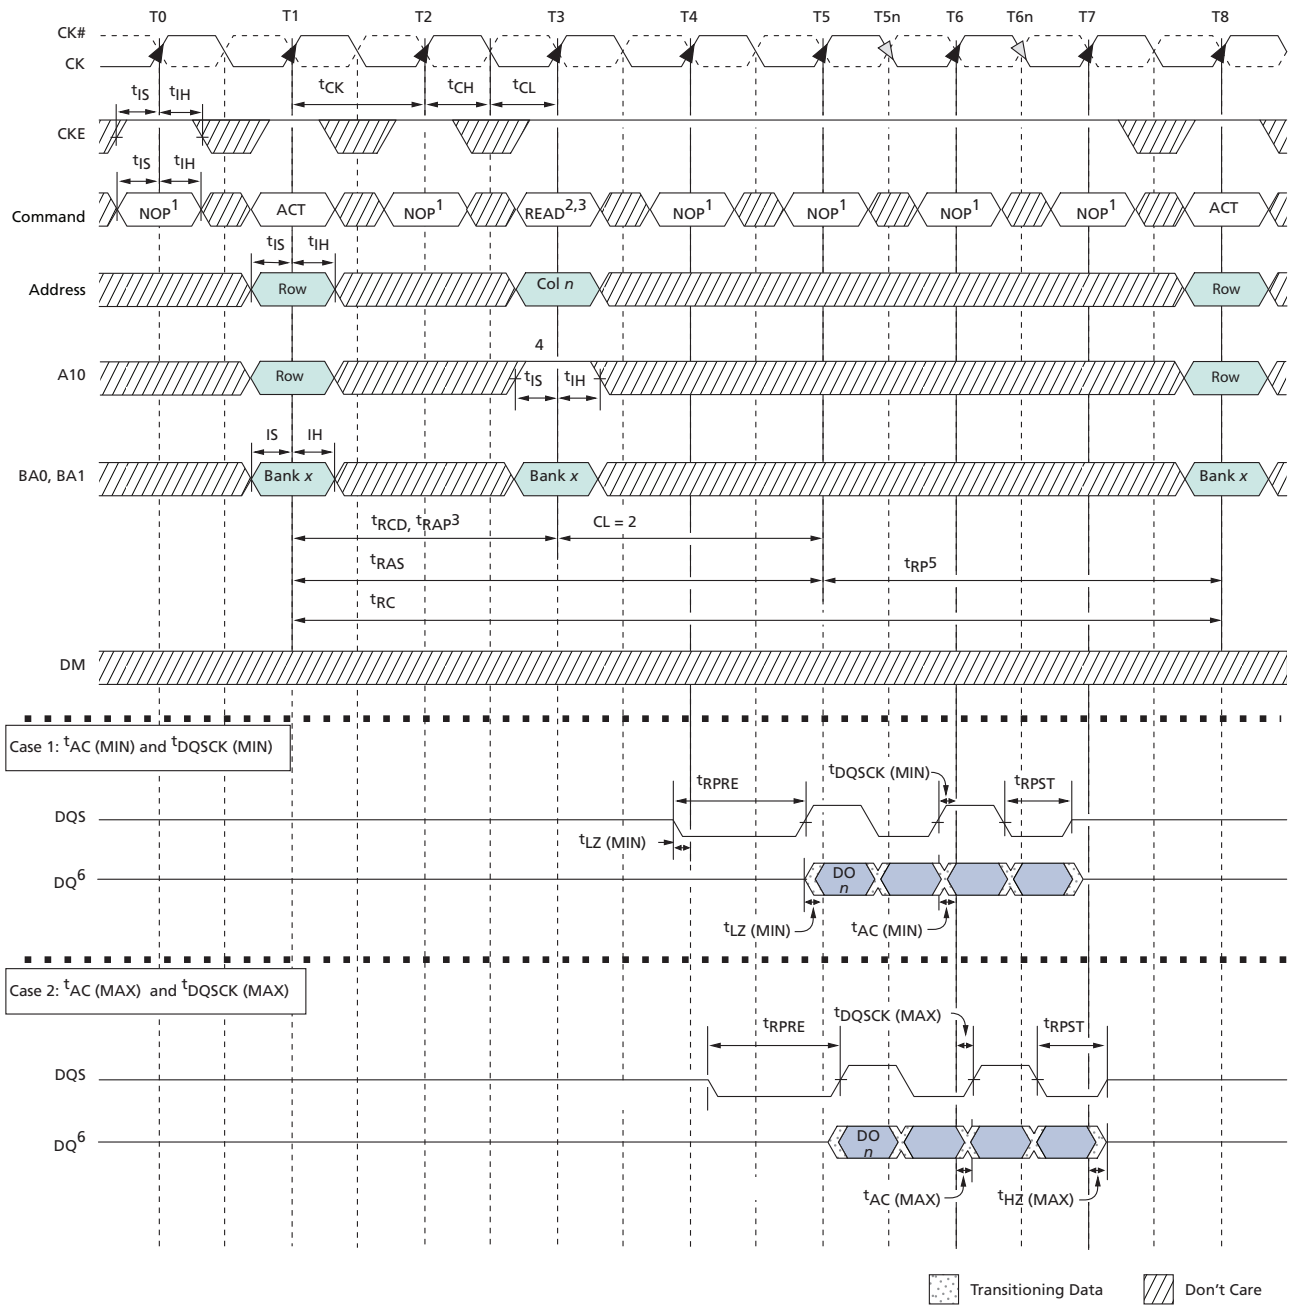 T0 T1 T2 T3 T4 T5 T5n T6 T6n T7 T8
CK#
CK
tCK tCH tCL
tIS tIH
CKE
tIS tIH
Command NOP1 ACT NOP1 READ2,3 NOP1 NOP1 NOP1 NOP1 ACT
tIS tIH
Address Row Col n Row
4
A10 Row tIS tIH Row
IS IH
BA0, BA1 Bank x Bank x Bank x
tRCD, tRAP3 CL = 2
tRAS tRP5
tRC
DM
Case 1: tAC (MIN) and tDQSCK (MIN)
tRPRE tDQSCK (MIN) tRPST
DQS
tLZ (MIN)
DQ6 DO n
tLZ (MIN) tAC (MIN)
Case 2: tAC (MAX) and tDQSCK (MAX)
tRPRE tDQSCK (MAX) tRPST
DQS
DQ6 DO n
tAC (MAX) tHZ (MAX)
Transitioning Data Don't Care